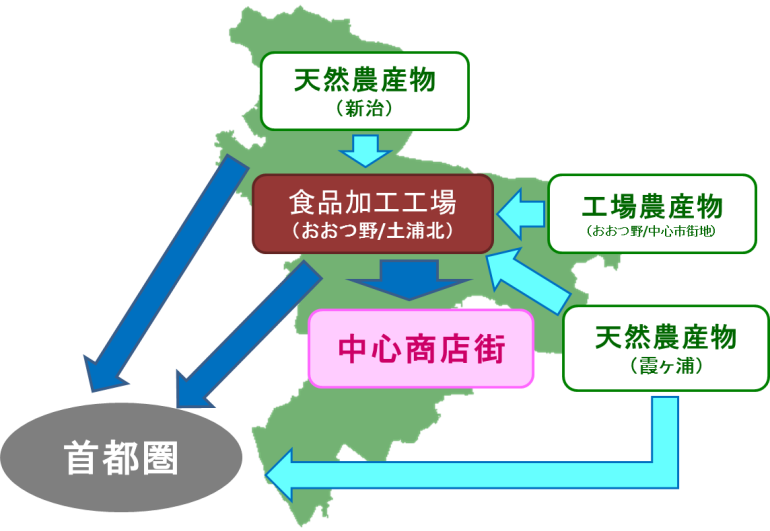 天然農産物
（新治）
食品加工工場
（おおつ野/土浦北）
工場農産物
（おおつ野/中心市街地）
天然農産物
（霞ヶ浦）
中心商店街
首都圏